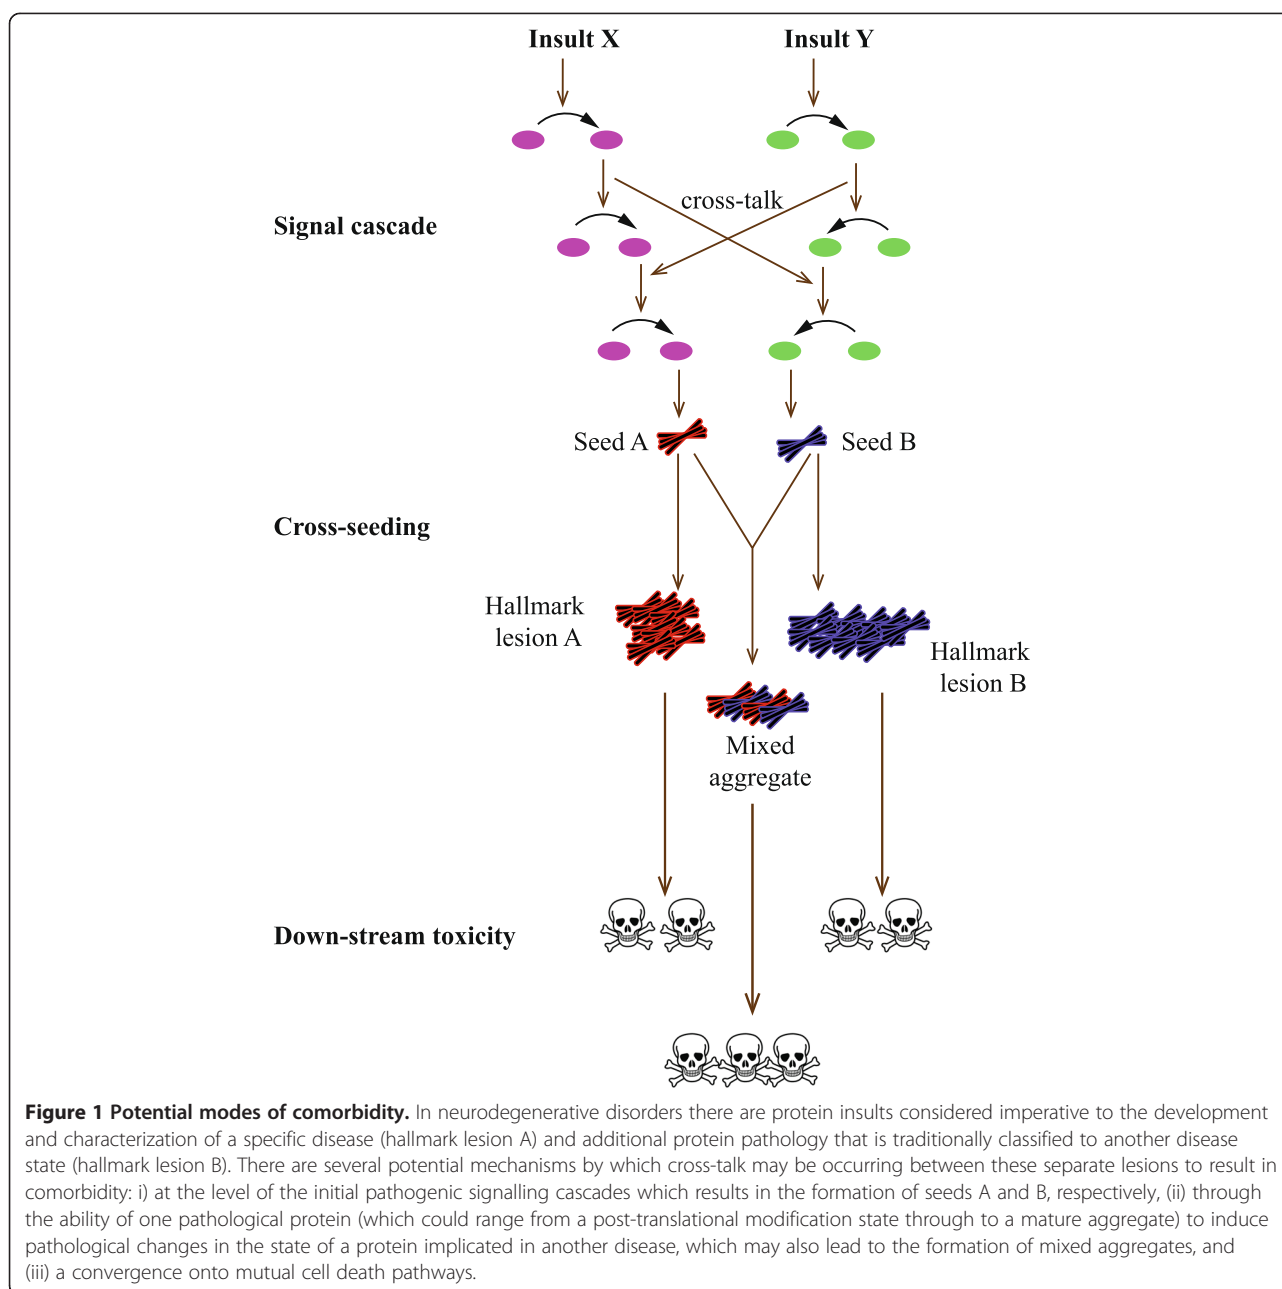 Insult X
Insult Y
cross-talk
Signal cascade
Seed A
Seed B
Cross-seeding
Hallmark
lesion A
Hallmark
lesion B
Mixed
aggregate
Down-stream toxicity
Figure 1 Potential modes of comorbidity. In neurodegenerative disorders there are protein insults considered imperative to the development
and characterization of a specific disease (hallmark lesion A) and additional protein pathology that is traditionally classified to another disease
state (hallmark lesion B). There are several potential mechanisms by which cross-talk may be occurring between these separate lesions to result in
comorbidity: i) at the level of the initial pathogenic signalling cascades which results in the formation of seeds A and B, respectively, (ii) through
the ability of one pathological protein (which could range from a post-translational modification state through to a mature aggregate) to induce
pathological changes in the state of a protein implicated in another disease, which may also lead to the formation of mixed aggregates, and
(iii) a convergence onto mutual cell death pathways.